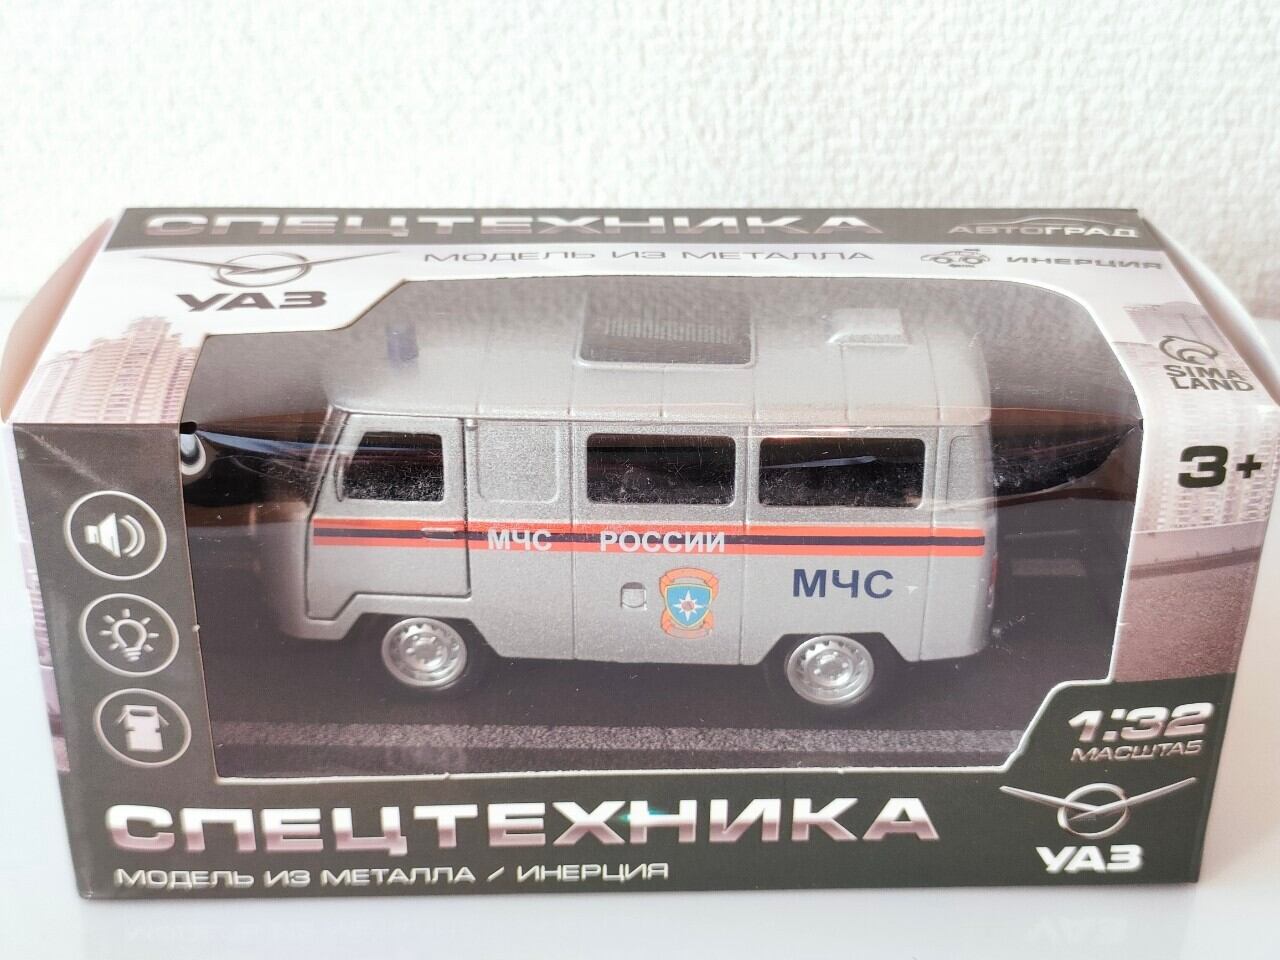 СПЕЦТЕХНИКА
АВТОГРАД
МОДЕЛЬ ИЗ МЕТАЛЛА
ИНЕРЦИЯ
УАЗ
SIMA
LAND
3+
МЧС РОССИИ
МЧС
1:32
МАСШТАБ
СПЕЦТЕХНИКА
МОДЕЛЬ ИЗ МЕТАЛЛА / ИНЕРЦИЯ
УАЗ